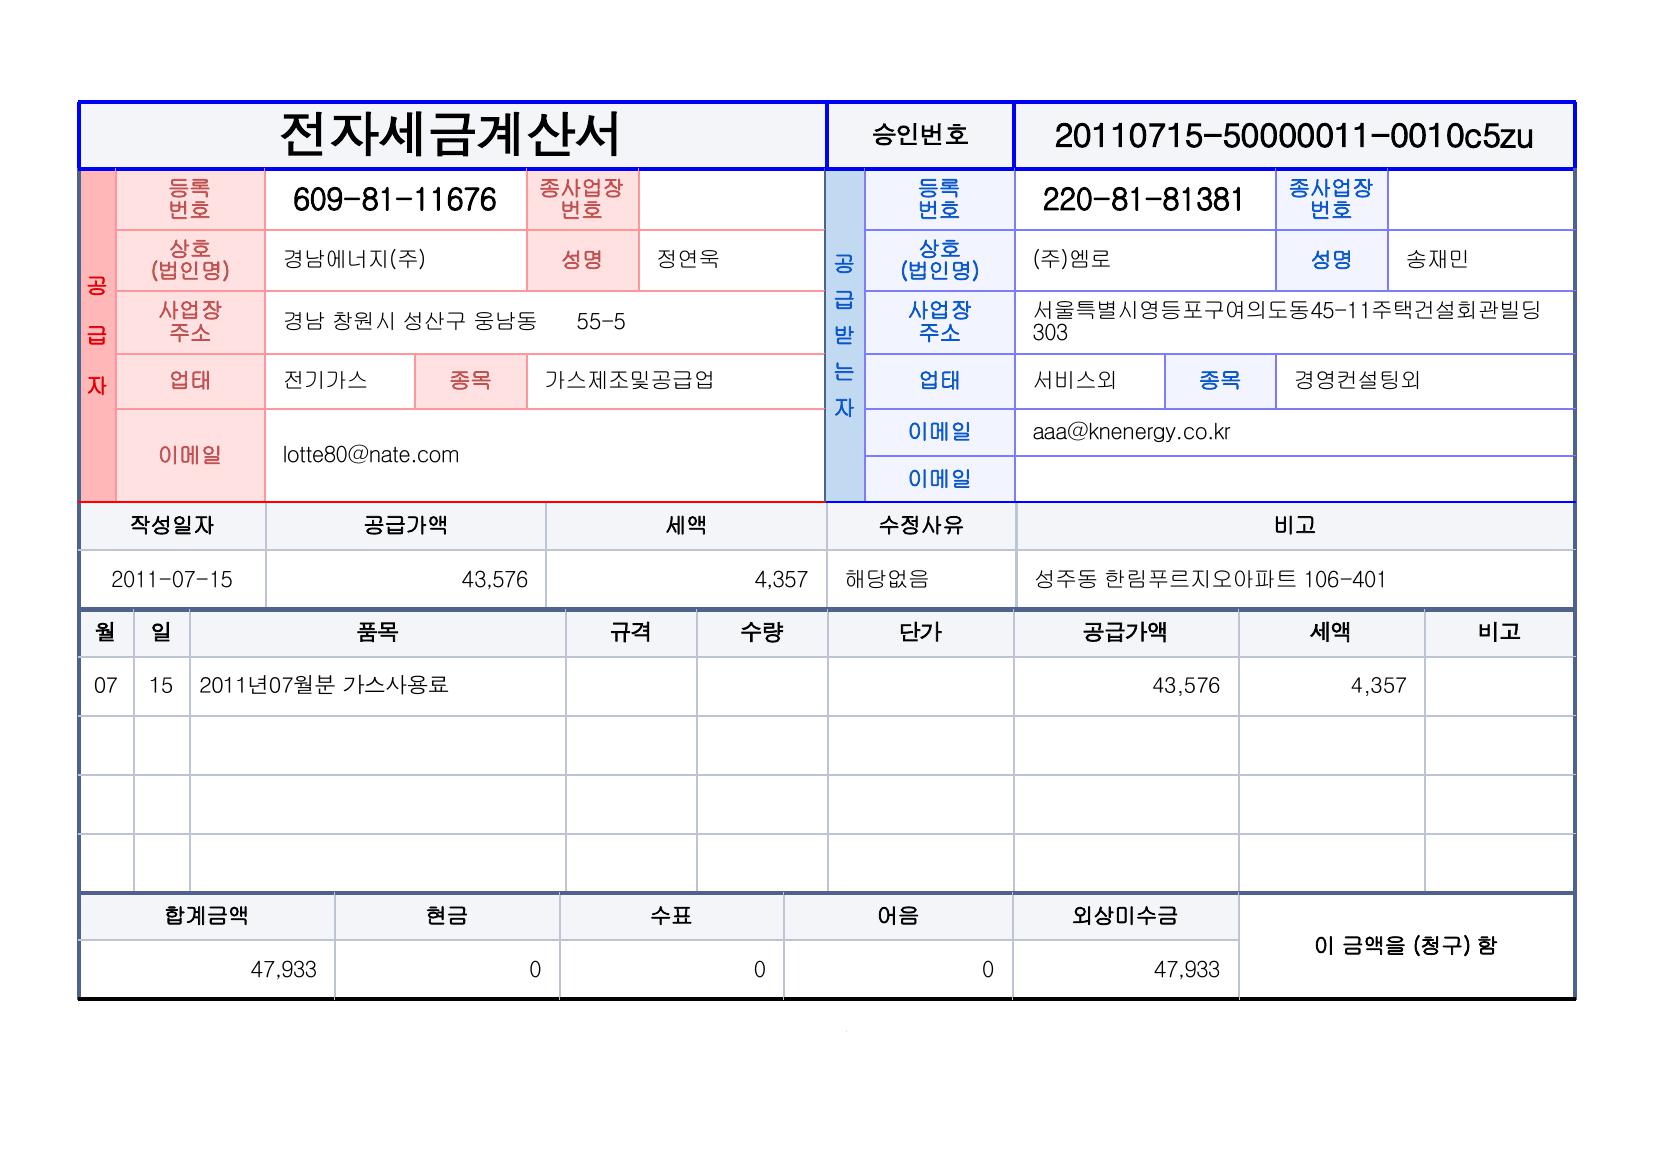 전자세금계산서 승인번호 20110715-50000011-0010c5zu
공급자
등록번호 609-81-11676 종사업장번호
상호(법인명) 경남에너지(주) 성명 정연욱
사업장주소 경남 창원시 성산구 웅남동 55-5
업태 전기가스 종목 가스제조및공급업
이메일 lotte80@nate.com
공급받는자
등록번호 220-81-81381 종사업장번호
상호(법인명) (주)엠로 성명 송재민
사업장주소 서울특별시영등포구여의도동45-11주택건설회관빌딩
303
업태 서비스외 종목 경영컨설팅외
이메일 aaa@knenergy.co.kr
이메일
작성일자 공급가액 세액 수정사유 비고
2011-07-15 43,576 4,357 해당없음 성주동 한림푸르지오아파트 106-401
월 일 품목 규격 수량 단가 공급가액 세액 비고
07 15 2011년07월분 가스사용료 43,576 4,357
합계금액 현금 수표 어음 외상미수금 이 금액을 (청구) 함
47,933 0 0 0 47,933